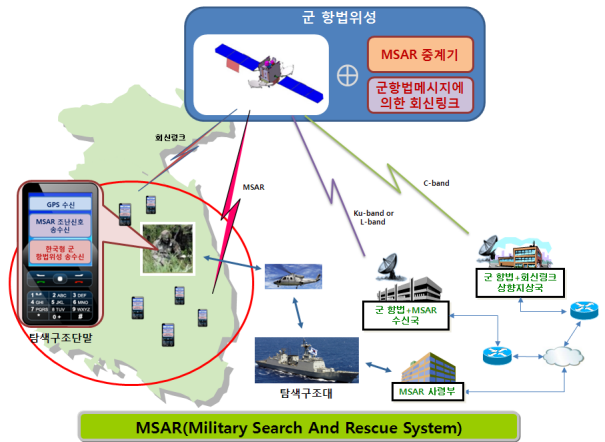 군 항법위성
MSAR 중계기
군항법메시지에
의한 회신링크
회신링크
MSAR
C-band
Ku-band or
L-band
GPS 수신
MSAR 조난신호
송수신
한국형 군
항법위성 송수신
탐색구조단말
군 항법+회신링크
상향지상국
군 항법+MSAR
수신국
탐색구조대
MSAR 사령부
MSAR(Military Search And Rescue System)